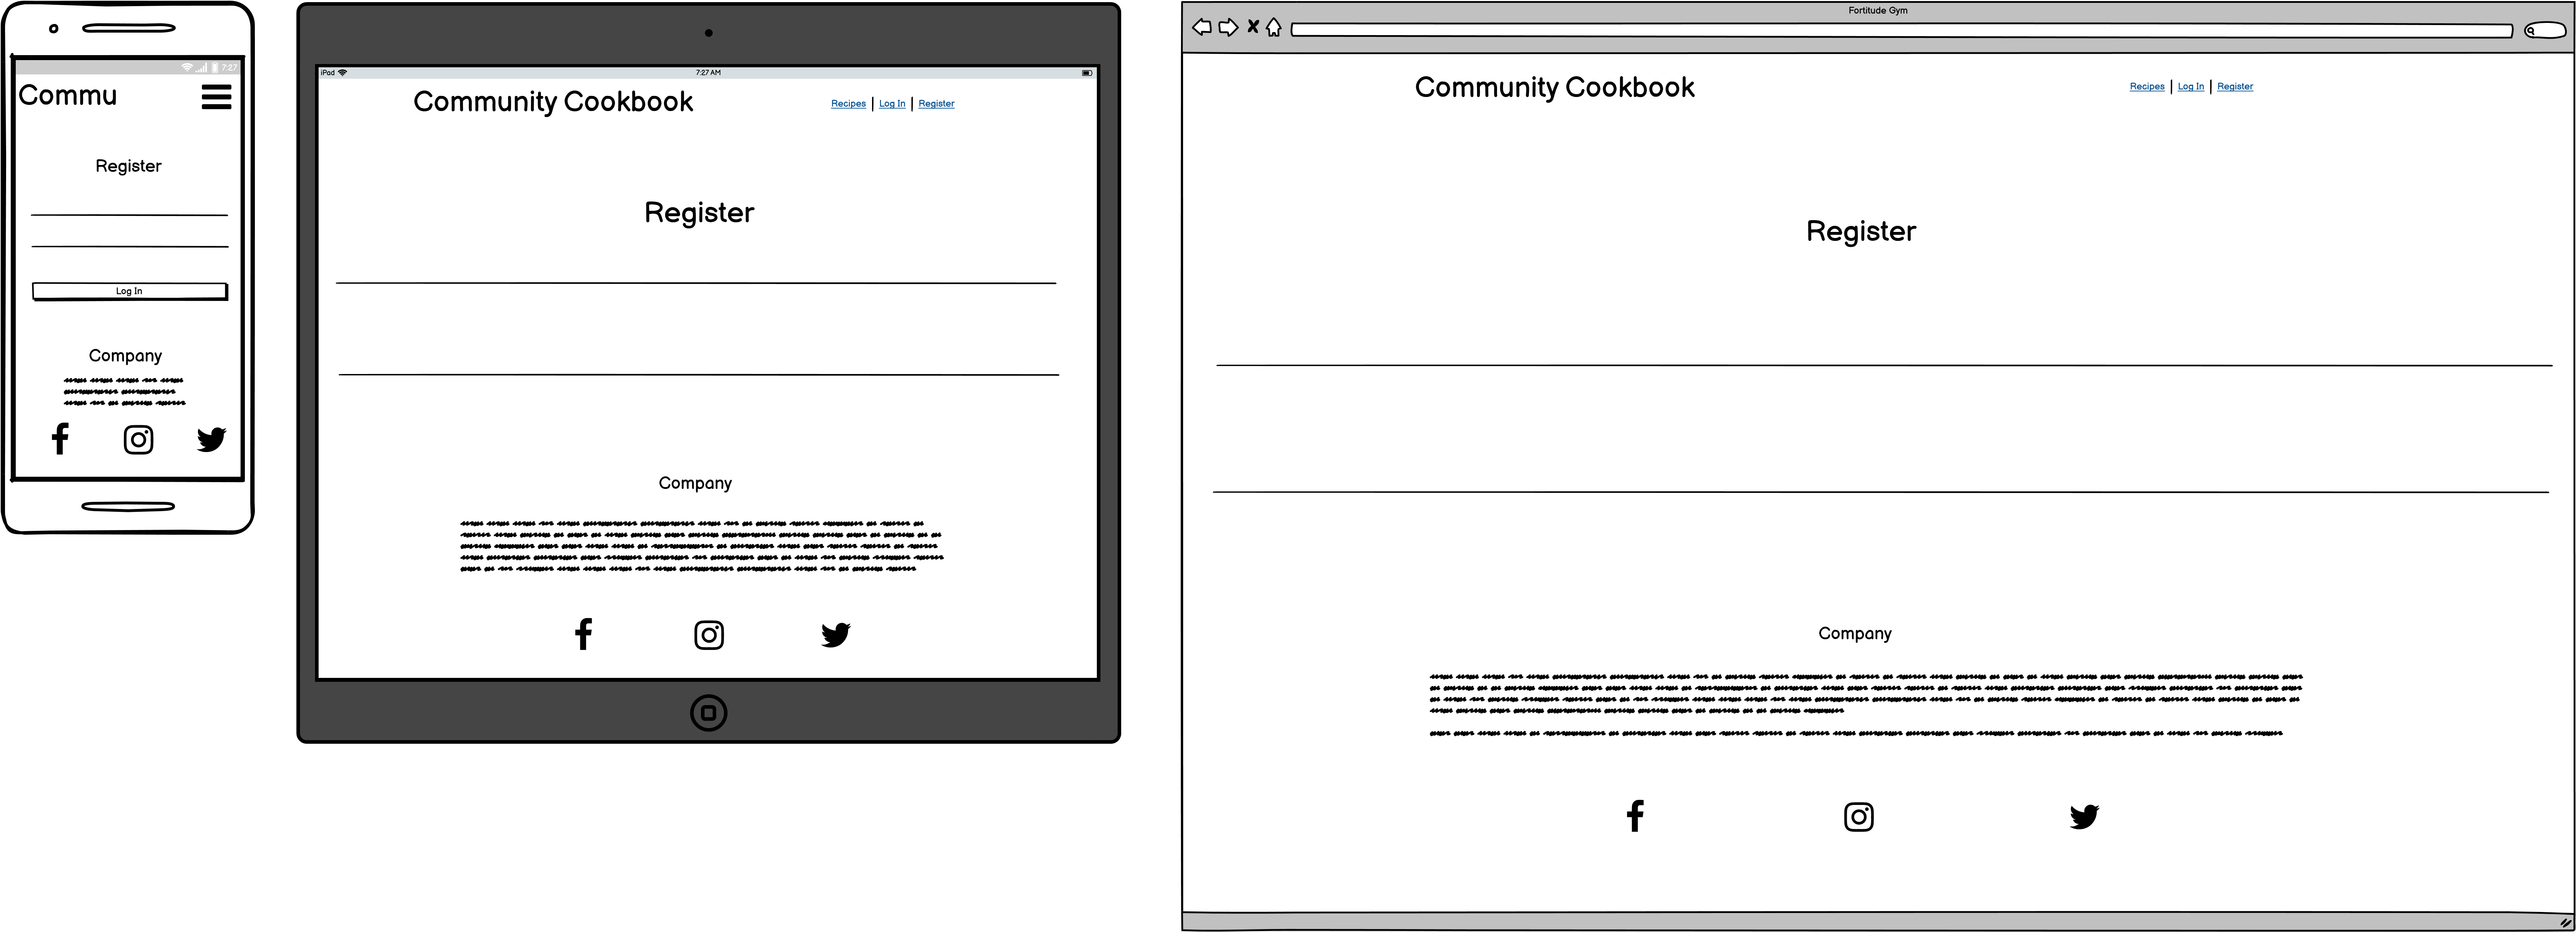 7:27
Commu
Register
Log In
Company
iPad
7:27 AM
Community Cookbook
Recipes | Log In | Register
Register
Company
Fortitude Gym
Community Cookbook
Recipes | Log In | Register
Register
Company